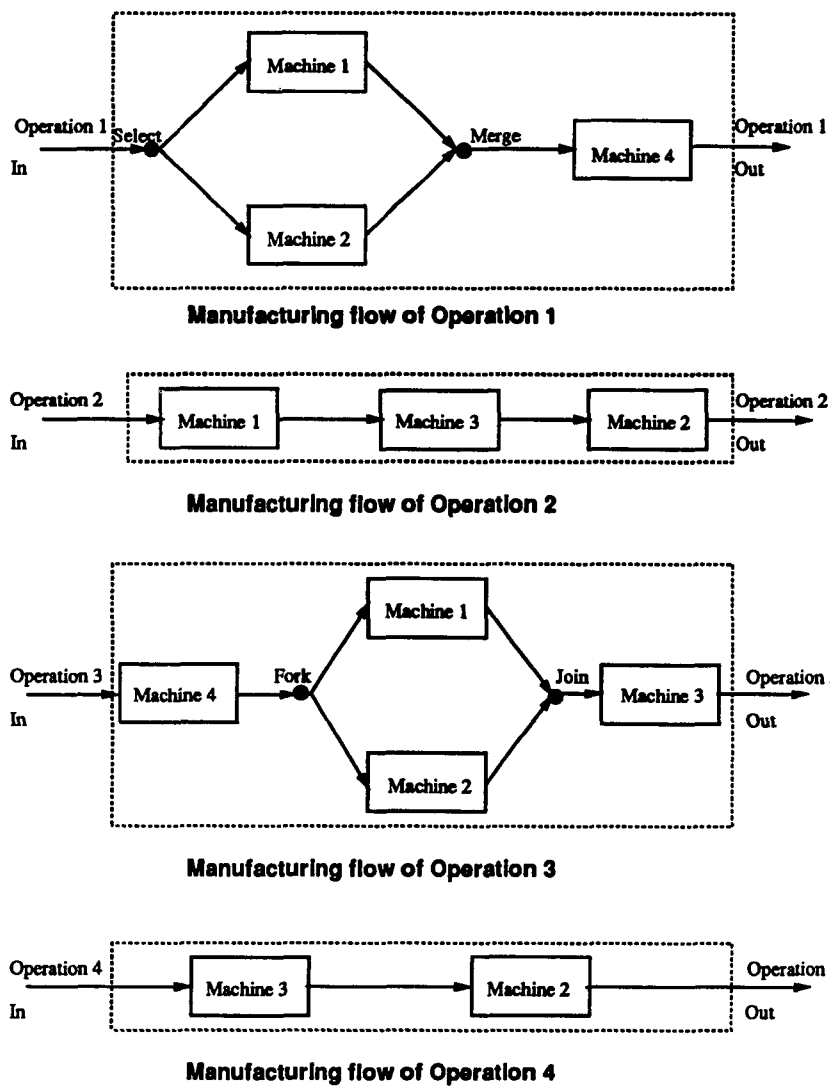 Machine 1
Operation 1
Select
Merge
Operation 1
In
Machine 4
Out
Machine 2
Manufacturing flow of Operation 1
Operation 2
Operation 2
Machine 1
Machine 3
Machine 2
In
Out
Manufacturing flow of Operation 2
Machine 1
Operation 3
Fork
Join
Operation
Machine 4
Machine 3
In
Out
Machine 2
Manufacturing flow of Operation 3
Operation 4
Operation
Machine 3
Machine 2
In
Out
Manufacturing flow of Operation 4